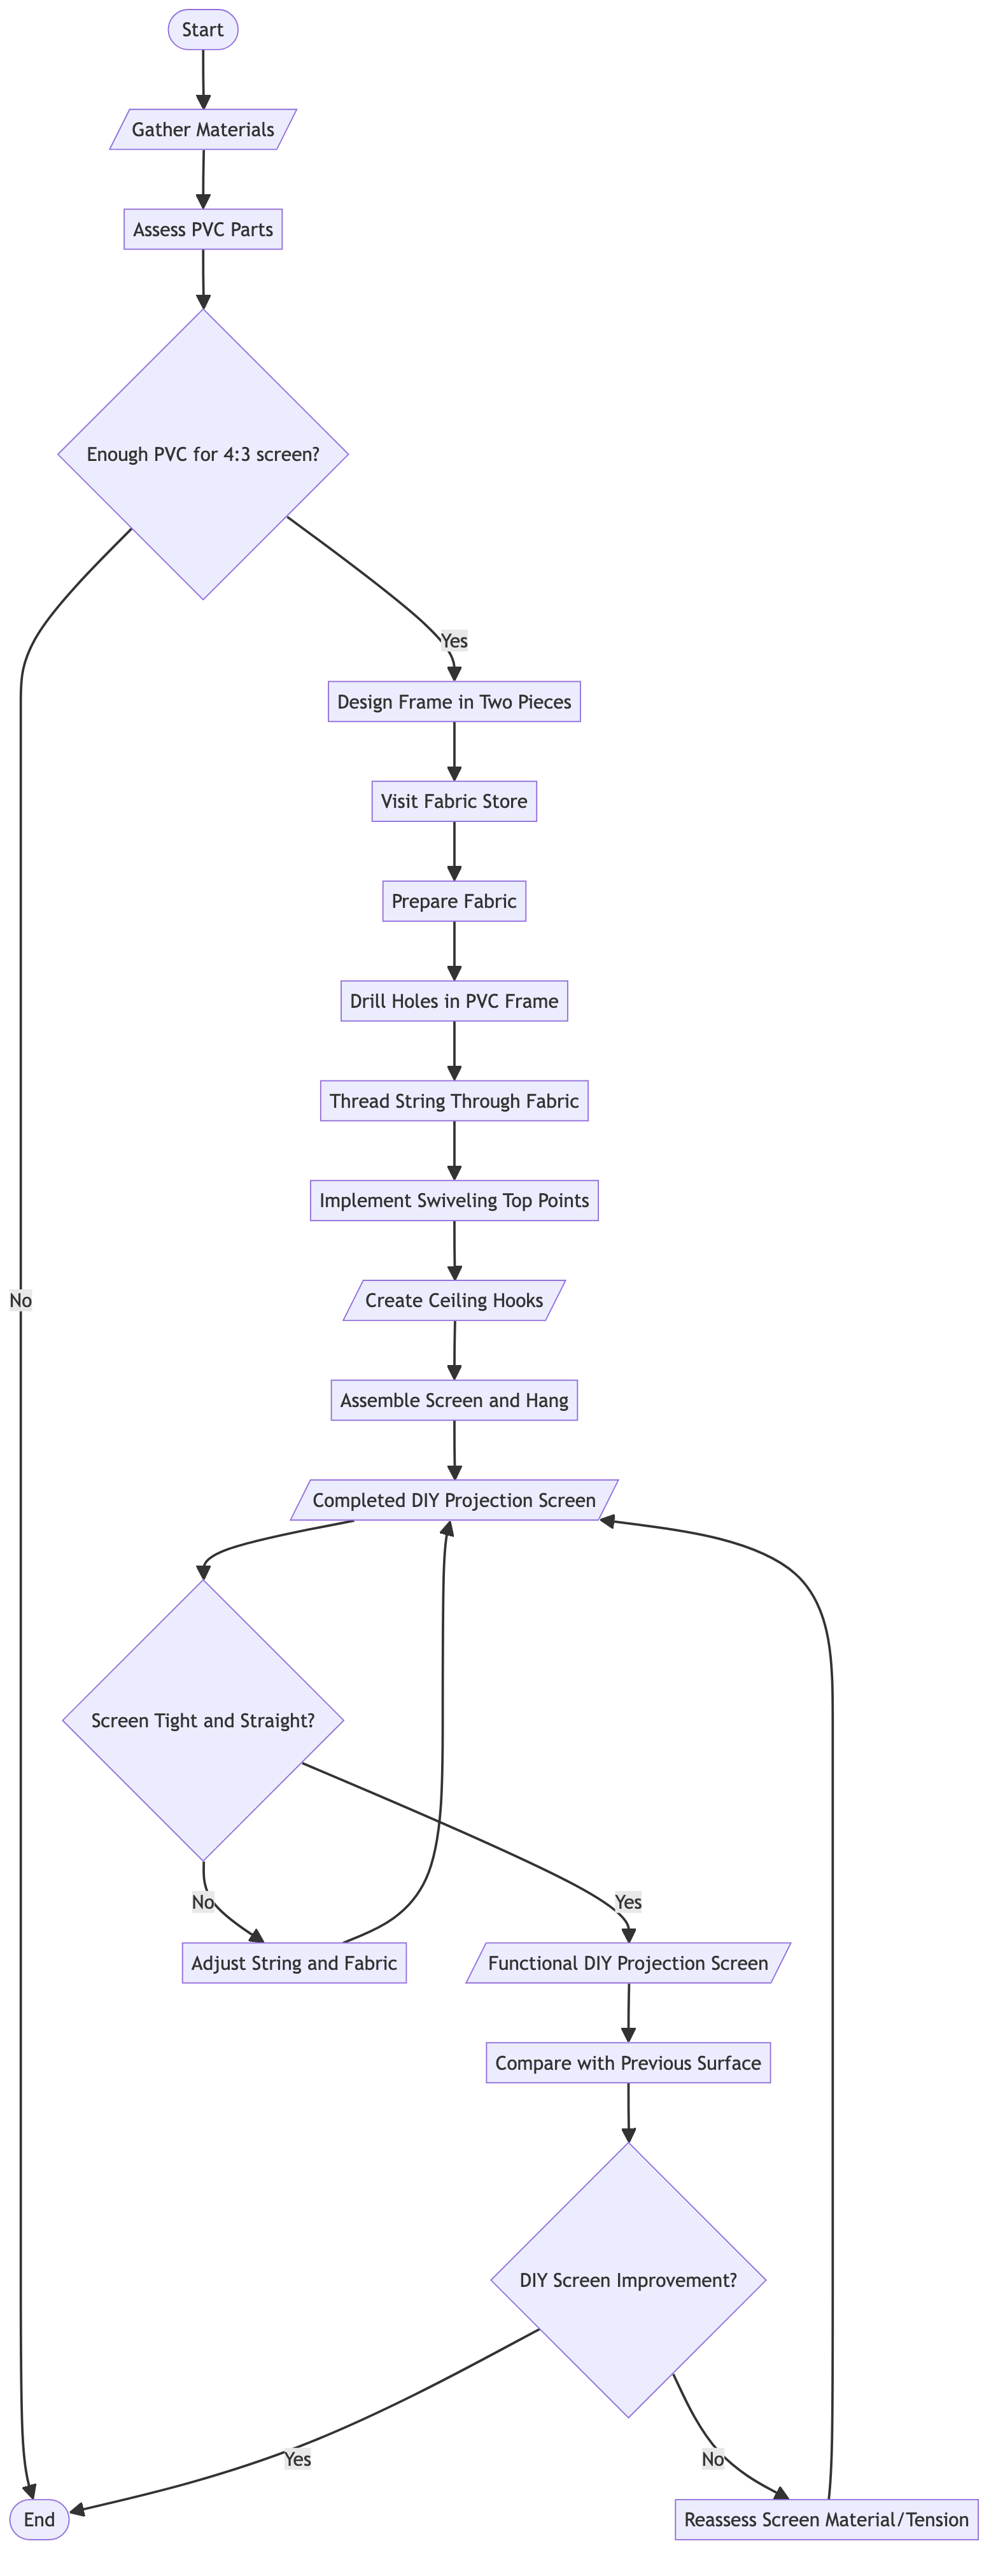 Start
Gather Materials
Assess PVC Parts
Enough PVC for 4:3 screen?
Yes
Design Frame in Two Pieces
Visit Fabric Store
Prepare Fabric
Drill Holes in PVC Frame
Thread String Through Fabric
Implement Swiveling Top Points
No
Create Ceiling Hooks
Assemble Screen and Hang
Completed DIY Projection Screen
Screen Tight and Straight?
No
Yes
Adjust String and Fabric
Functional DIY Projection Screen
Compare with Previous Surface
DIY Screen Improvement?
Yes
No
End
Reassess Screen Material/Tension